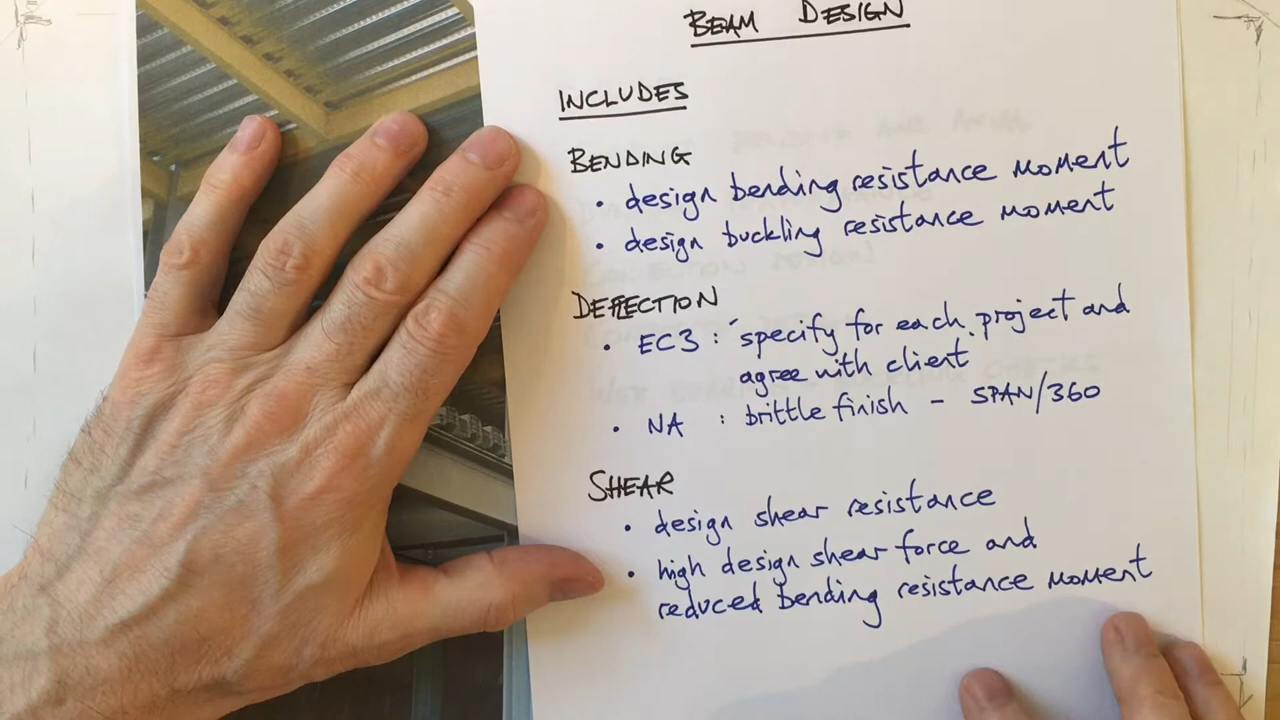 BEAM DESIGN
INCLUDES
BENDING
• design bending resistance moment
• design buckling resistance moment
DEFLECTION
• EC3 : "specify for each project and
agree with client"
• NA : brittle finish - SPAN/360
SHEAR
• design shear resistance
• high design shear force and
reduced bending resistance moment